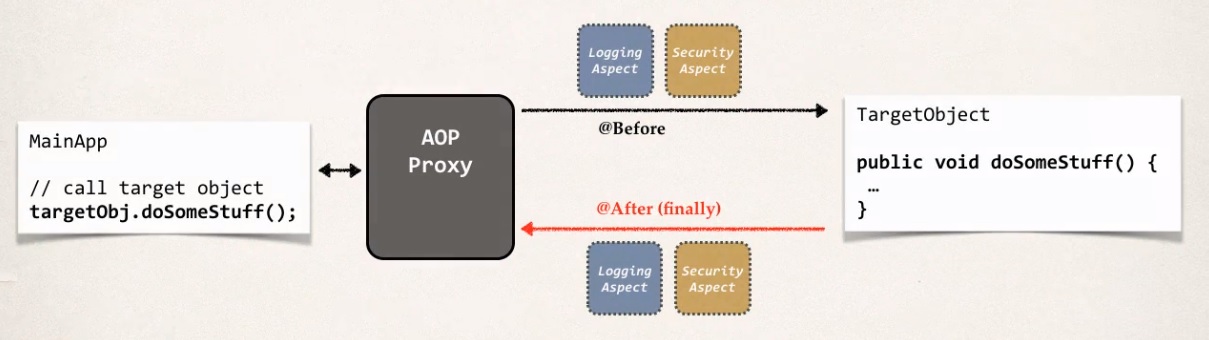 MainApp
// call target object
targetObj.doSomeStuff();
AOP
Proxy
Logging
Aspect
Security
Aspect
@Before
@After (finally)
Logging
Aspect
Security
Aspect
TargetObject
public void doSomeStuff() {
…
}